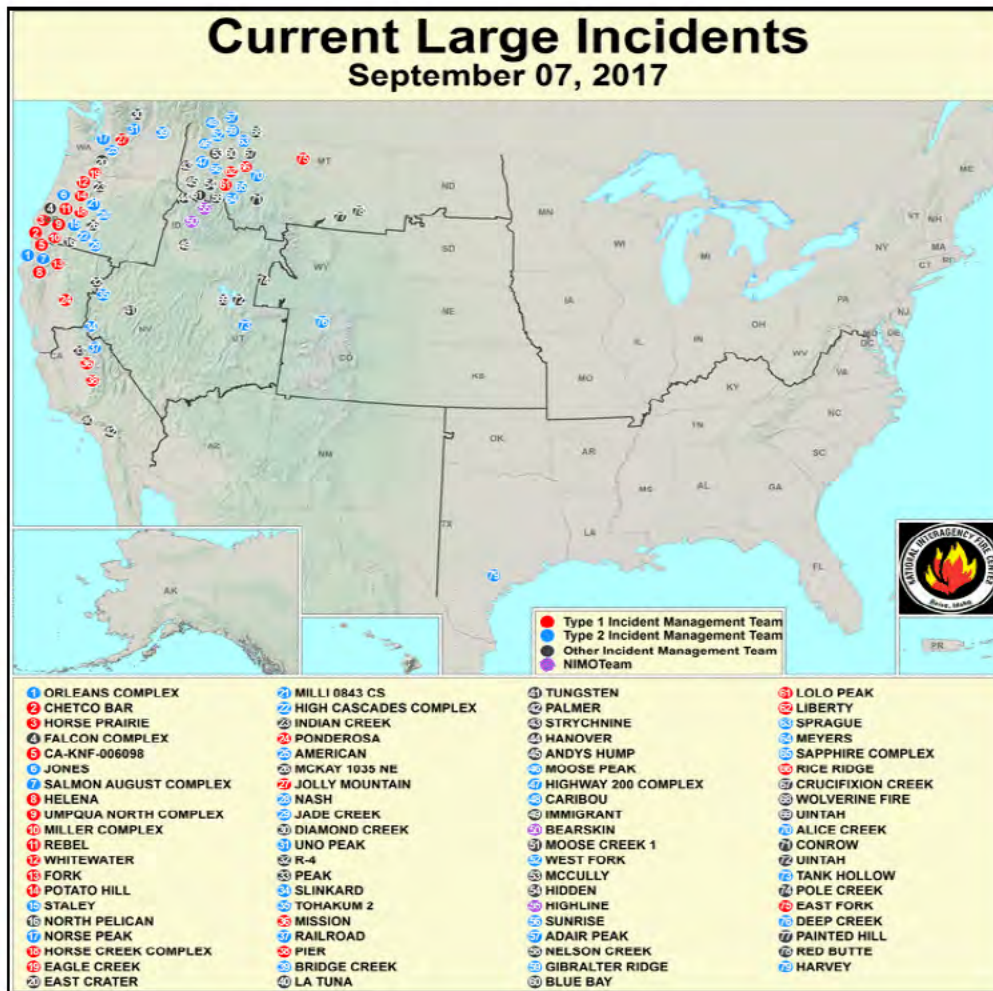 Current Large Incidents
September 07, 2017
WA
MT
ME
ND
MN
VT
NH
ID
WI
NY
MA
SD
MI
CT
RI
WY
PA
IA
NJ
NE
OH
MD
DE
NV
IL
IN
DC
UT
WV
CA
CO
VA
KS
MO
KY
NC
TN
OK
AZ
AR
SC
NM
MS
AL
GA
TX
LA
FL
AK
NATIONAL INTERAGENCY FIRE CENTER
Boise, Idaho
PR
Type 1 Incident Management Team
Type 2 Incident Management Team
Other Incident Management Team
NIMOTeam
1 ORLEANS COMPLEX
2 CHETCO BAR
3 HORSE PRAIRIE
4 FALCON COMPLEX
5 CA-KNF-006098
6 JONES
7 SALMON AUGUST COMPLEX
8 HELENA
9 UMPQUA NORTH COMPLEX
10 MILLER COMPLEX
11 REBEL
12 WHITEWATER
13 FORK
14 POTATO HILL
15 STALEY
16 NORTH PELICAN
17 NORSE PEAK
18 HORSE CREEK COMPLEX
19 EAGLE CREEK
20 EAST CRATER
21 MILLI 0843 CS
22 HIGH CASCADES COMPLEX
23 INDIAN CREEK
24 PONDEROSA
25 AMERICAN
26 MCKAY 1035 NE
27 JOLLY MOUNTAIN
28 NASH
29 JADE CREEK
30 DIAMOND CREEK
31 UNO PEAK
32 R-4
33 PEAK
34 SLINKARD
35 TOHAKUM 2
36 MISSION
37 RAILROAD
38 PIER
39 BRIDGE CREEK
40 LA TUNA
41 TUNGSTEN
42 PALMER
43 STRYCHNINE
44 HANOVER
45 ANDYS HUMP
46 MOOSE PEAK
47 HIGHWAY 200 COMPLEX
48 CARIBOU
49 IMMIGRANT
50 BEARSKIN
51 MOOSE CREEK 1
52 WEST FORK
53 MCCULLY
54 HIDDEN
55 HIGHLINE
56 SUNRISE
57 ADAIR PEAK
58 NELSON CREEK
59 GIBRALTER RIDGE
60 BLUE BAY
61 LOLO PEAK
62 LIBERTY
63 SPRAGUE
64 MEYERS
65 SAPPHIRE COMPLEX
66 RICE RIDGE
67 CRUCIFIXION CREEK
68 WOLVERINE FIRE
69 UINTAH
70 ALICE CREEK
71 CONROW
72 UINTAH
73 TANK HOLLOW
74 POLE CREEK
75 EAST FORK
76 DEEP CREEK
77 PAINTED HILL
78 RED BUTTE
79 HARVEY